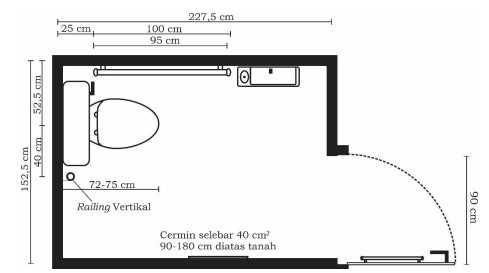 227,5 cm
25 cm
100 cm
95 cm
52,5 cm
40 cm
152,5 cm
72-75 cm
Railing Vertikal
90 cm
Cermin selebar 40 cm²
90-180 cm diatas tanah